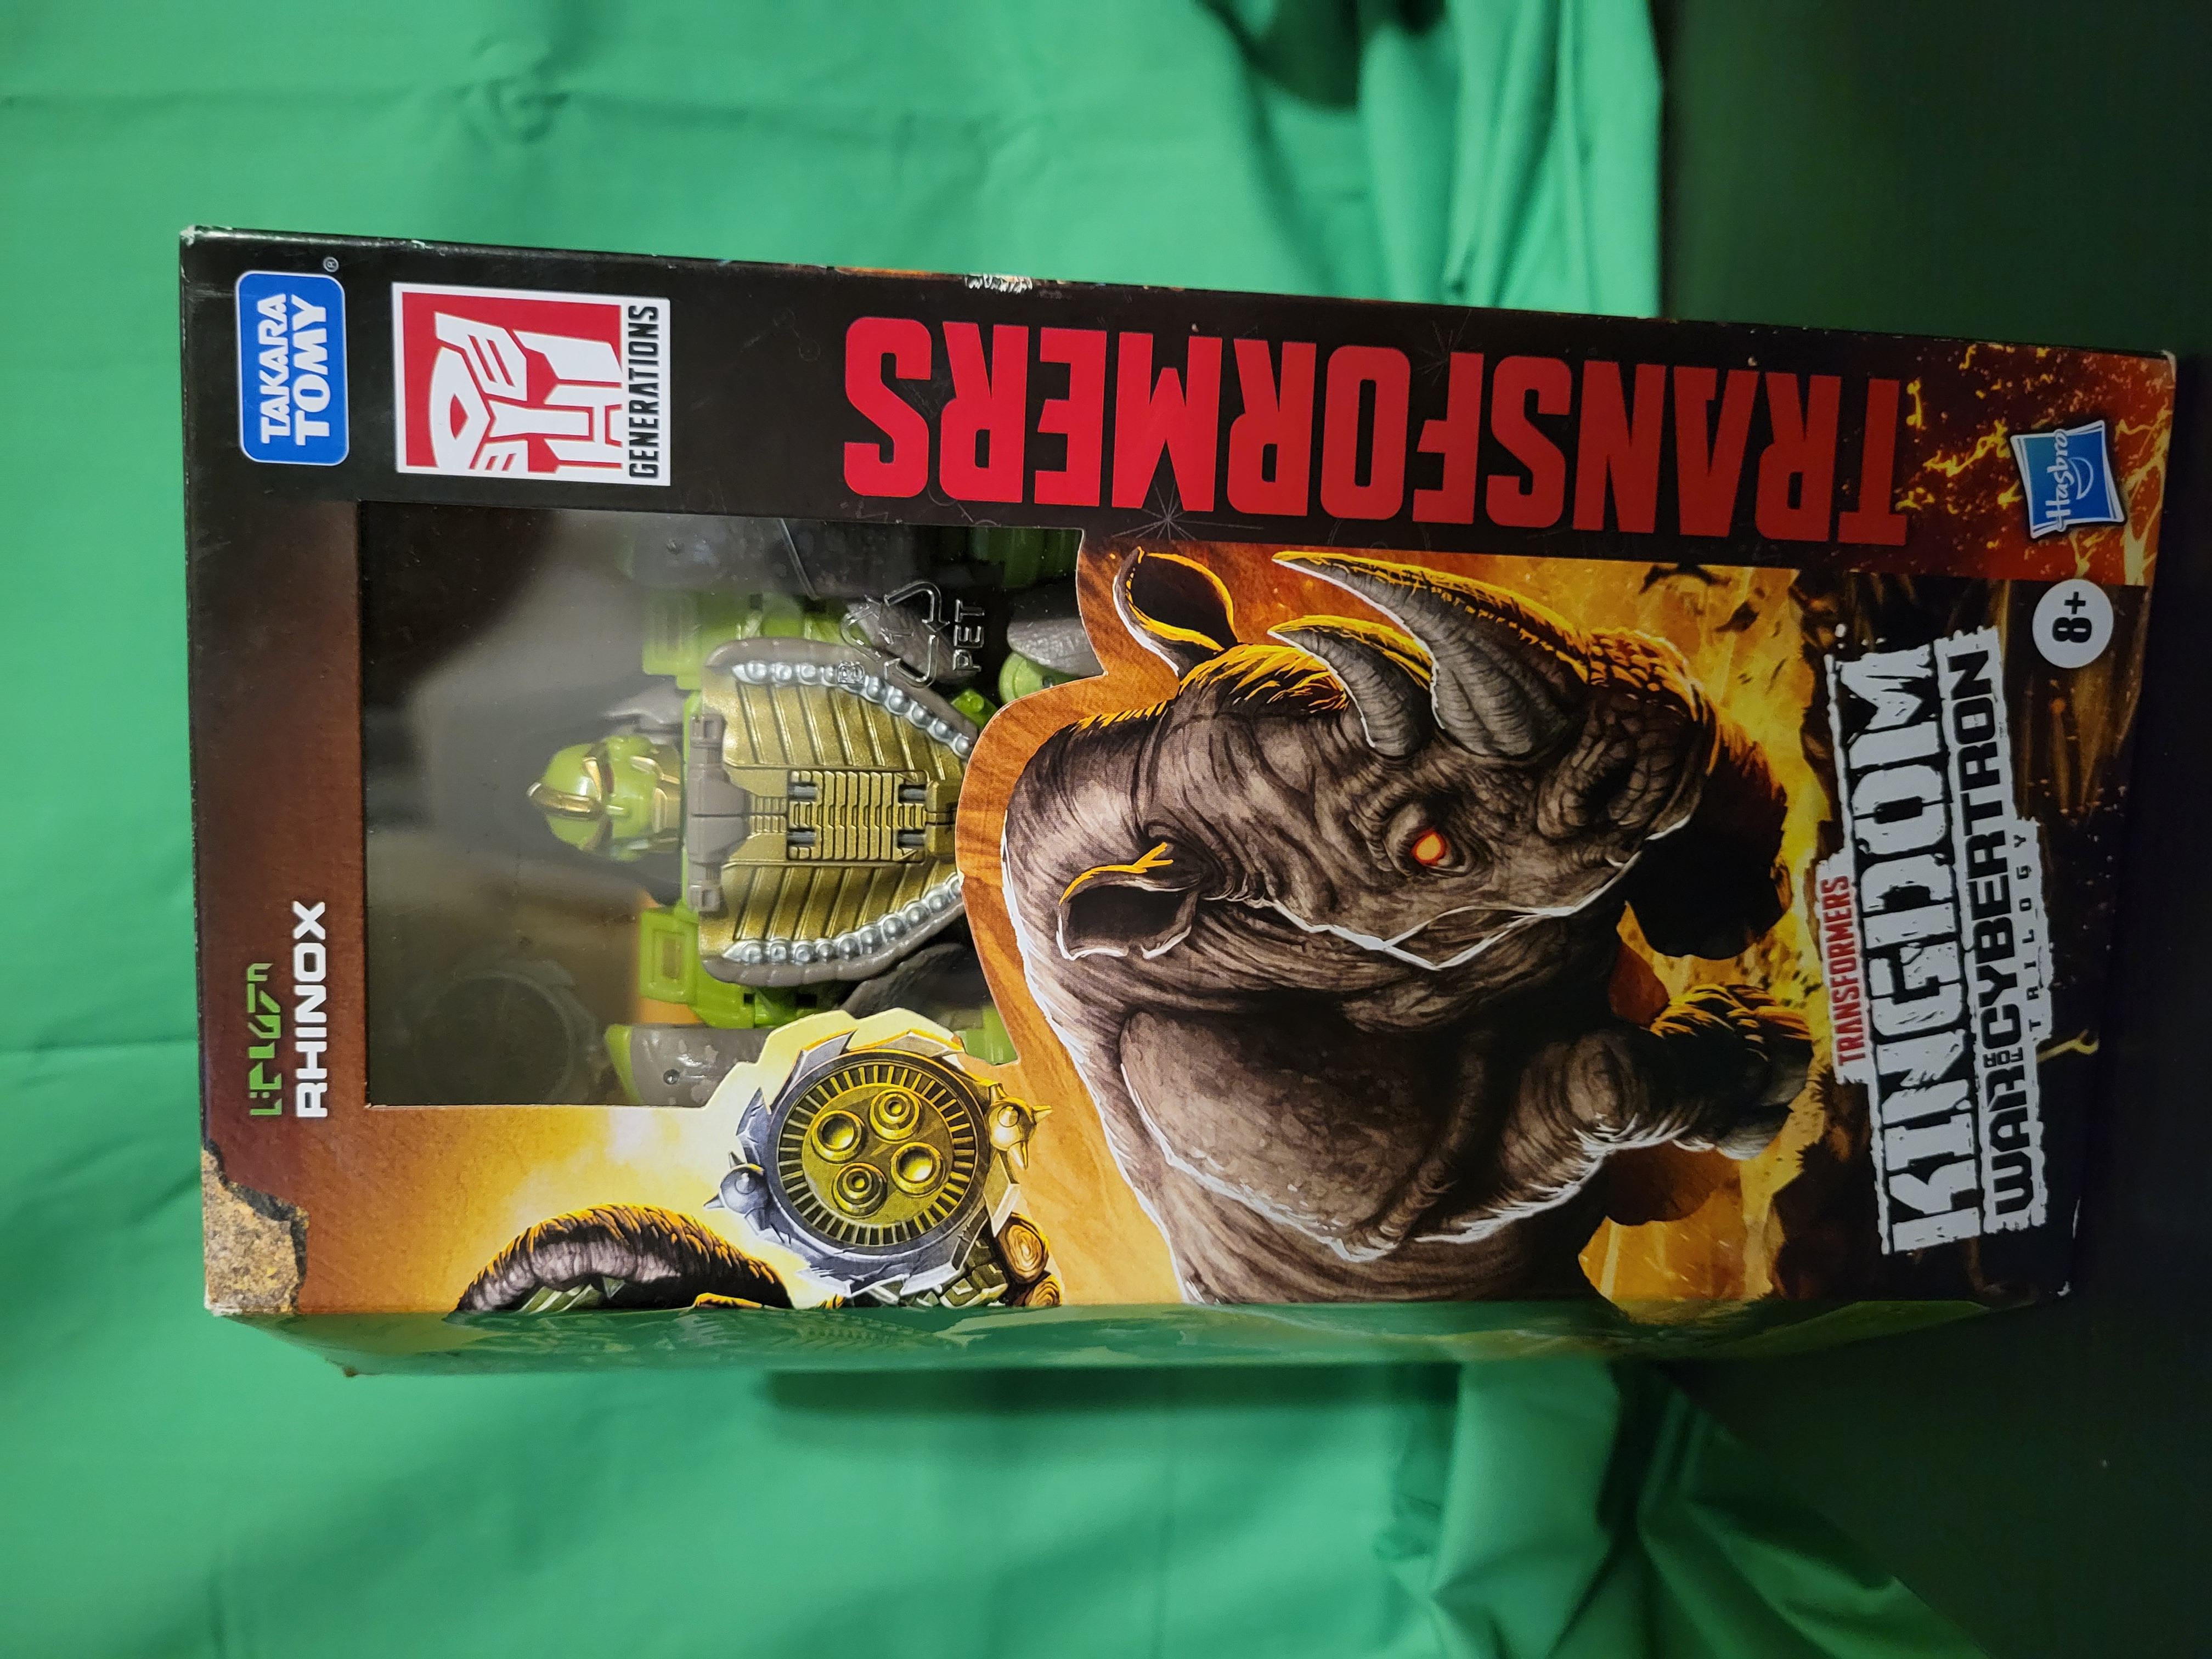 RHINOX
TAKARA
TOMY
®
GENERATIONS
PET
TRANSFORMERS
TRANSFORMERS
KINGDOM
WAR FOR CYBERTRON
TRILOGY
8+
Hasbro